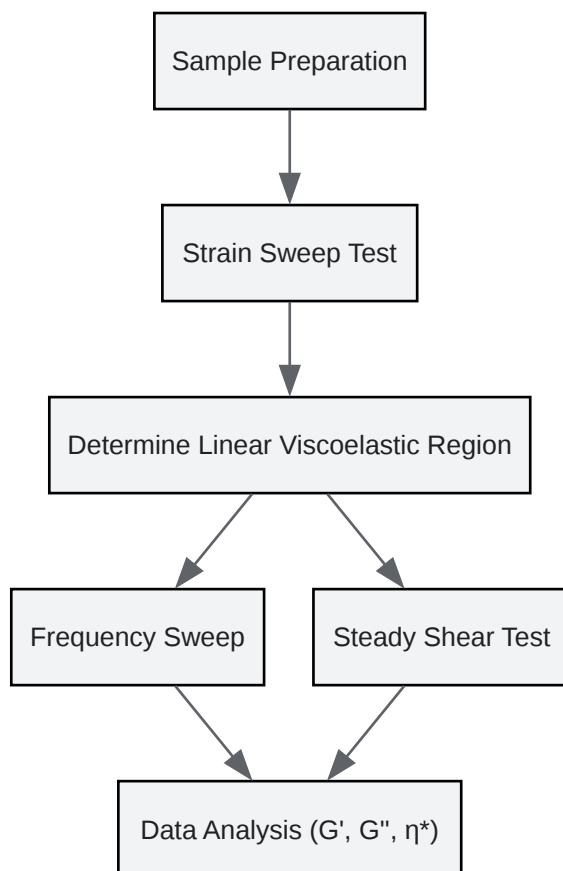 Sample Preparation
Strain Sweep Test
Determine Linear Viscoelastic Region
Frequency Sweep
Steady Shear Test
Data Analysis (G', G'', η*)